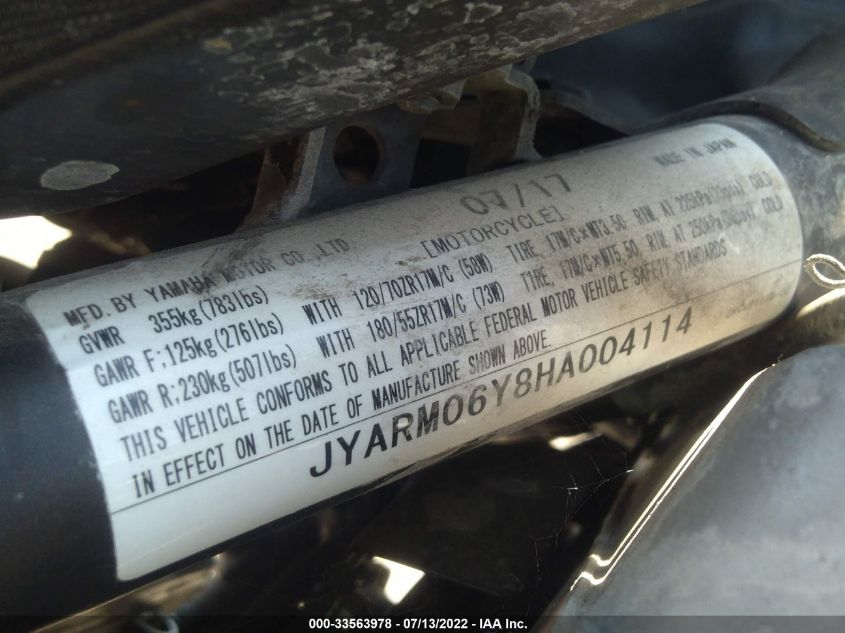 07/17 MADE IN JAPAN
MFD. BY YAMAHA MOTOR CO.,LTD. [MOTORCYCLE]
GVWR 355kg(783lbs)
GAWR F;125kg(276lbs) WITH 120/70ZR17M/C (58W) TIRE, 17M/C×MT3.50 RIM, AT 225kPa COLD
GAWR R;230kg(507lbs) WITH 180/55ZR17M/C (73W) TIRE, 17M/C×MT5.50 RIM, AT 250kPa COLD
THIS VEHICLE CONFORMS TO ALL APPLICABLE FEDERAL MOTOR VEHICLE SAFETY STANDARDS
IN EFFECT ON THE DATE OF MANUFACTURE SHOWN ABOVE.
JYARM06Y8HA004114
000-33563978 - 07/13/2022 - IAA Inc.